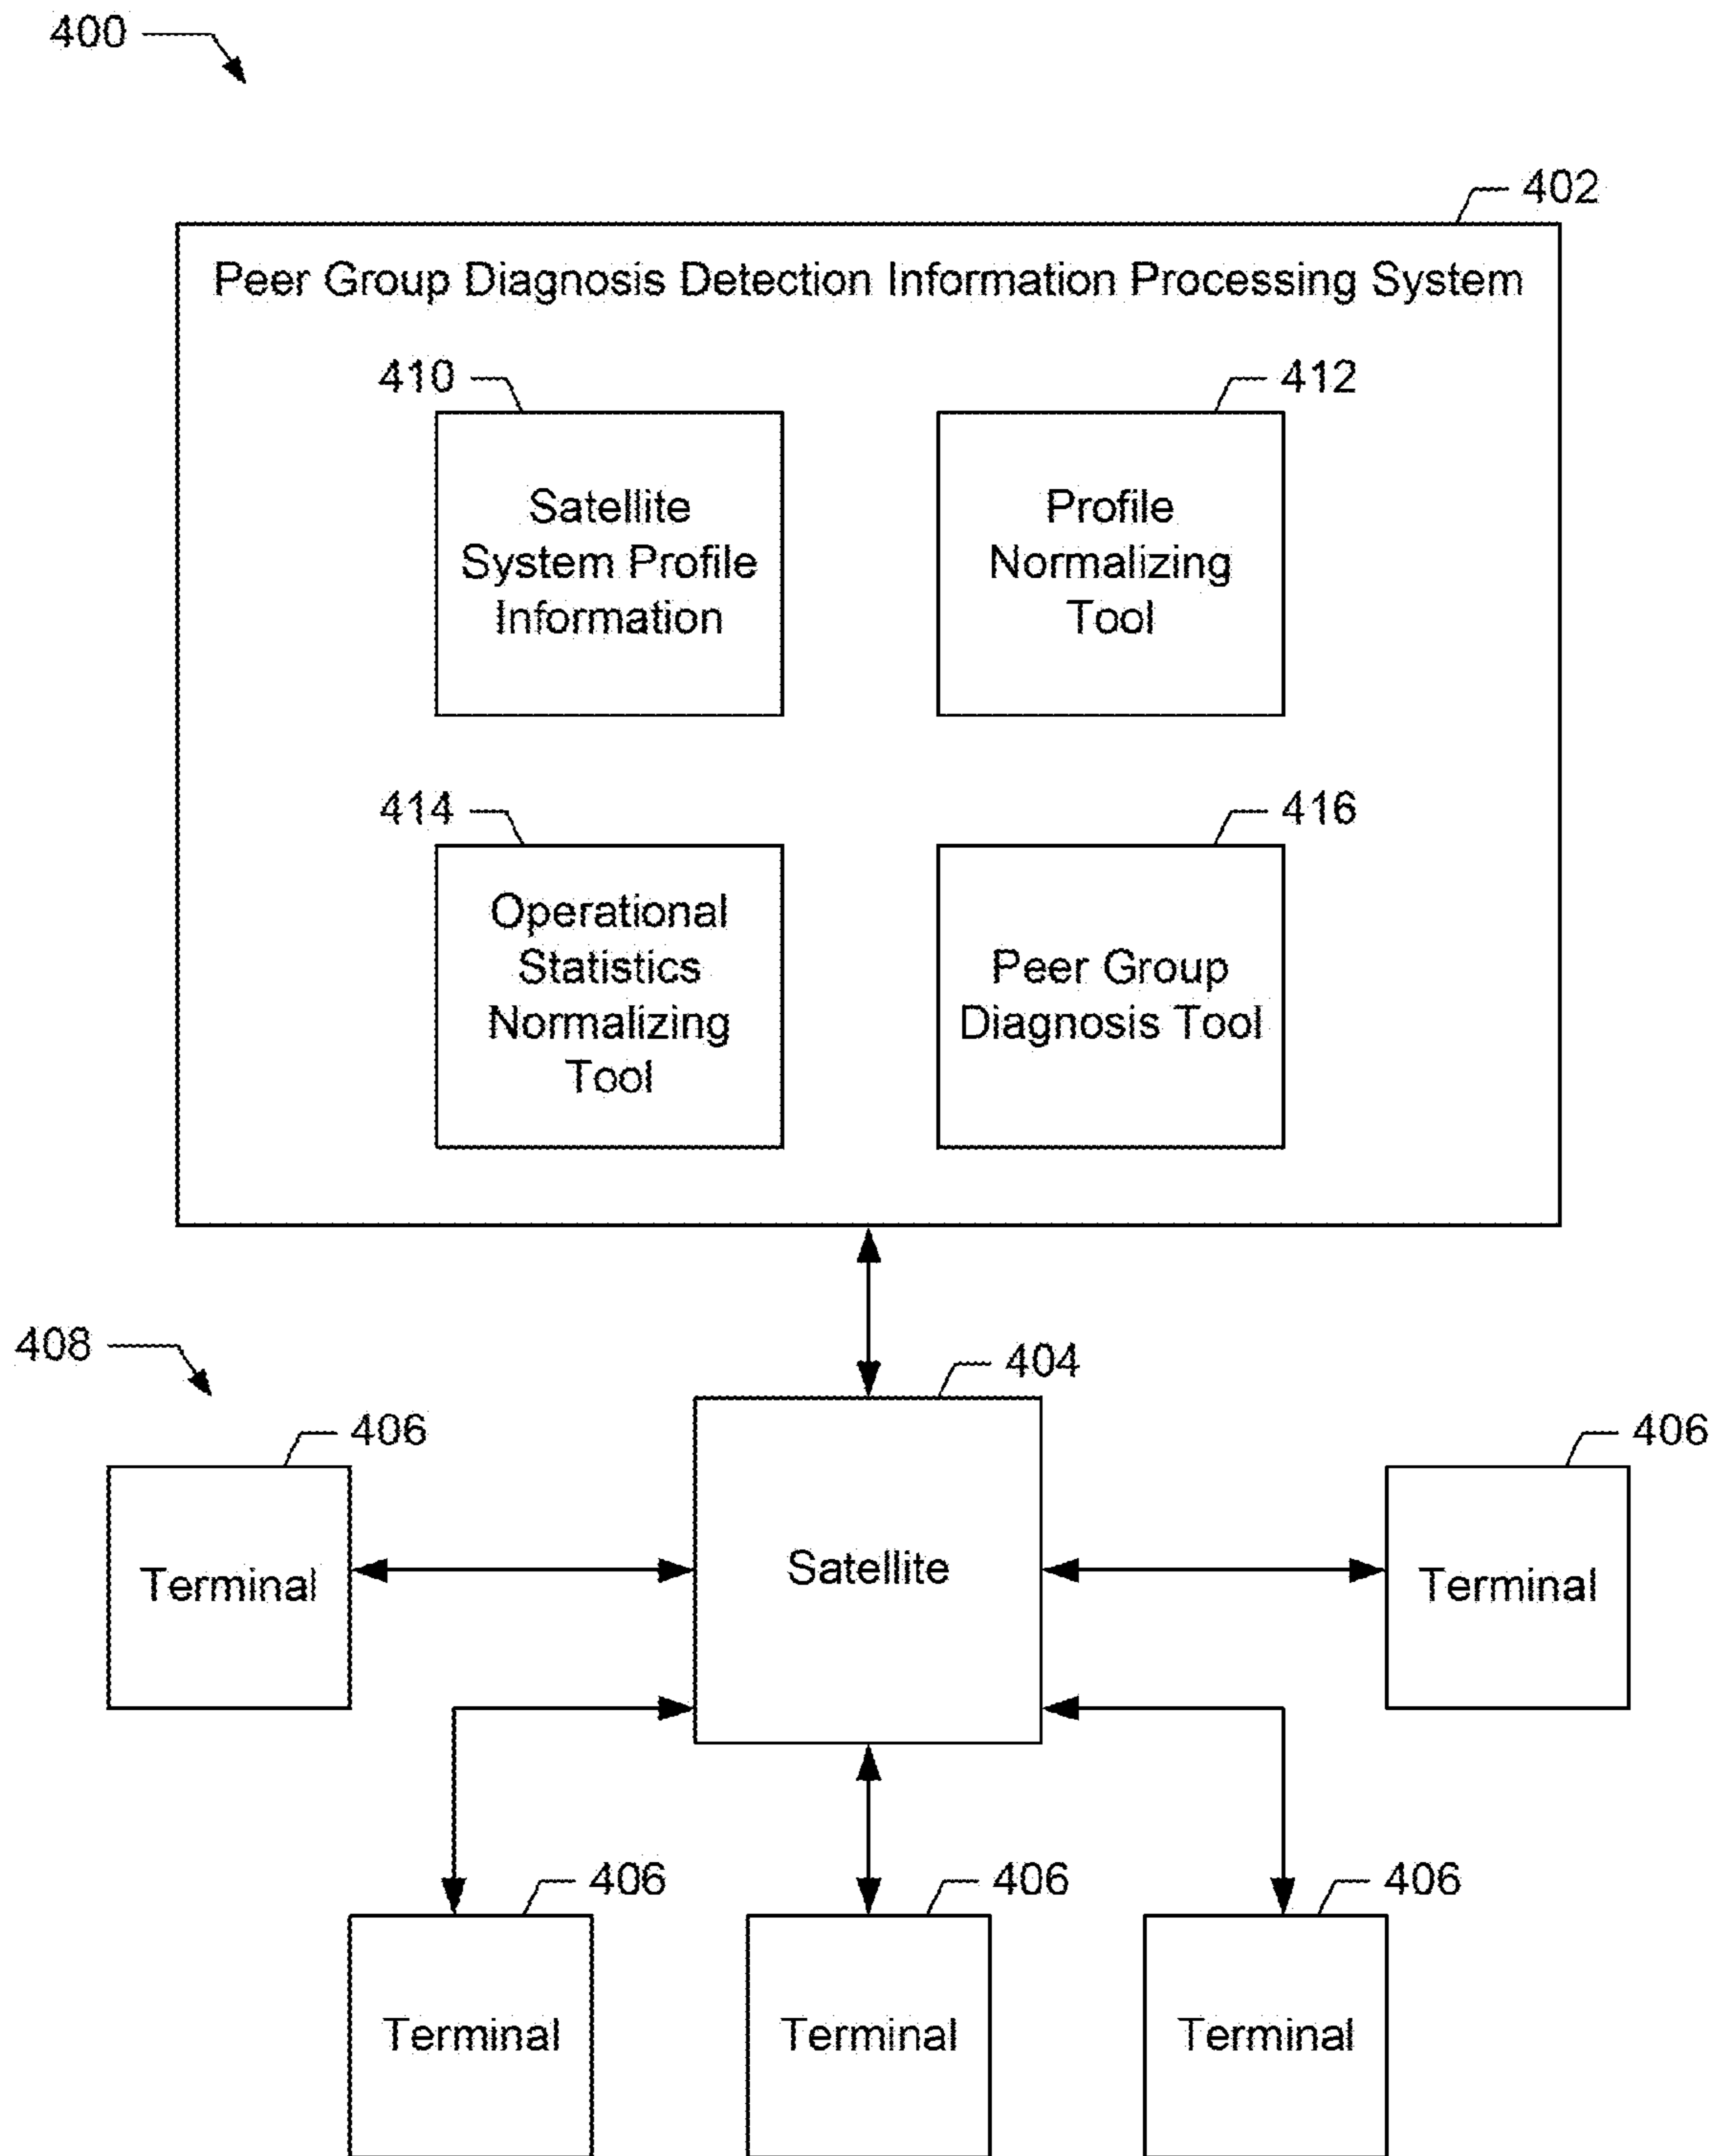 400
402
Peer Group Diagnosis Detection Information Processing System
410
412
Satellite
System Profile
Information
Profile
Normalizing
Tool
414
416
Operational
Statistics
Normalizing
Tool
Peer Group
Diagnosis Tool
408
404
406
406
Terminal
Satellite
Terminal
406
406
406
Terminal
Terminal
Terminal